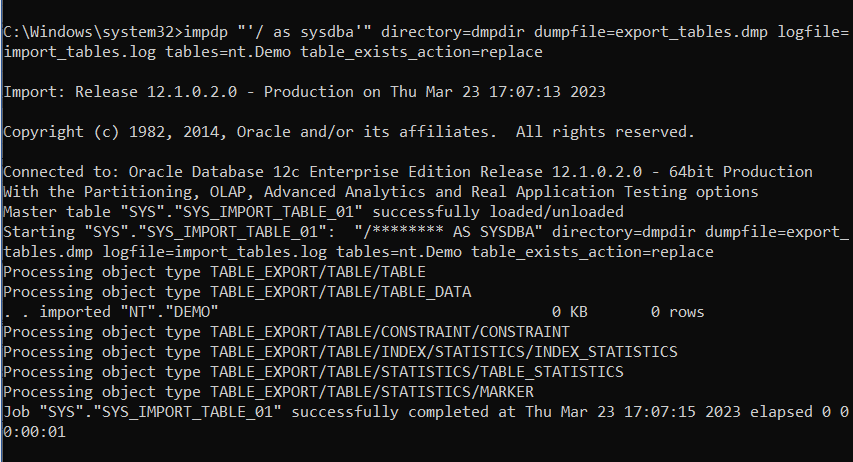 C:\Windows\system32>impdp "'/ as sysdba'" directory=dmpdir dumpfile=export_tables.dmp logfile=
import_tables.log tables=nt.Demo table_exists_action=replace
Import: Release 12.1.0.2.0 - Production on Thu Mar 23 17:07:13 2023
Copyright (c) 1982, 2014, Oracle and/or its affiliates.  All rights reserved.
Connected to: Oracle Database 12c Enterprise Edition Release 12.1.0.2.0 - 64bit Production
With the Partitioning, OLAP, Advanced Analytics and Real Application Testing options
Master table "SYS"."SYS_IMPORT_TABLE_01" successfully loaded/unloaded
Starting "SYS"."SYS_IMPORT_TABLE_01":  "/******** AS SYSDBA" directory=dmpdir dumpfile=export_
tables.dmp logfile=import_tables.log tables=nt.Demo table_exists_action=replace
Processing object type TABLE_EXPORT/TABLE/TABLE
Processing object type TABLE_EXPORT/TABLE/TABLE_DATA
. . imported "NT"."DEMO"                                     0 KB       0 rows
Processing object type TABLE_EXPORT/TABLE/CONSTRAINT/CONSTRAINT
Processing object type TABLE_EXPORT/TABLE/INDEX/STATISTICS/INDEX_STATISTICS
Processing object type TABLE_EXPORT/TABLE/STATISTICS/TABLE_STATISTICS
Processing object type TABLE_EXPORT/TABLE/STATISTICS/MARKER
Job "SYS"."SYS_IMPORT_TABLE_01" successfully completed at Thu Mar 23 17:07:15 2023 elapsed 0 0
0:00:01